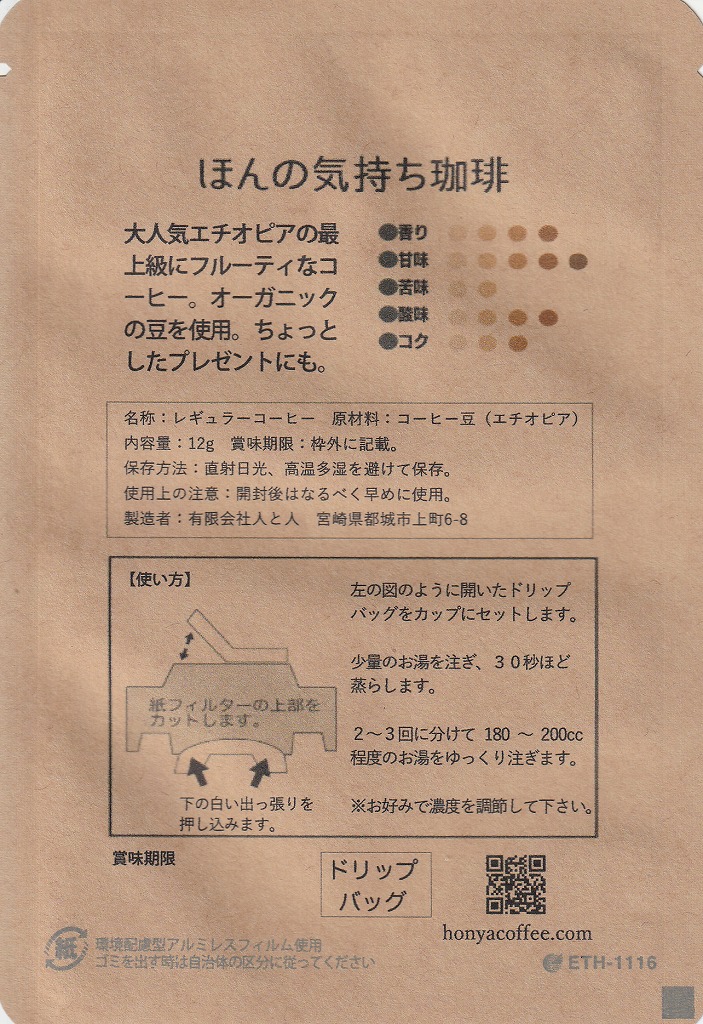 ほんの気持ち珈琲
大人気エチオピアの最
上級にフルーティなコ
ーヒー。オーガニック
の豆を使用。ちょっと
したプレゼントにも。
●香り
●甘味
●苦味
●酸味
●コク
名称：レギュラーコーヒー　原材料：コーヒー豆（エチオピア）
内容量：12g　賞味期限：枠外に記載。
保存方法：直射日光、高温多湿を避けて保存。
使用上の注意：開封後はなるべく早めに使用。
製造者：有限会社人と人　宮崎県都城市上町6-8
【使い方】
紙フィルターの上部を
カットします。
下の白い出っ張りを
押し込みます。
左の図のように開いたドリップ
バッグをカップにセットします。
少量のお湯を注ぎ、３０秒ほど
蒸らします。
２〜３回に分けて 180 〜 200cc
程度のお湯をゆっくり注ぎます。
※お好みで濃度を調節して下さい。
賞味期限
ドリップ
バッグ
honyacoffee.com
紙
環境配慮型アルミレスフィルム使用
ゴミを出す時は自治体の区分に従ってください
ETH-1116